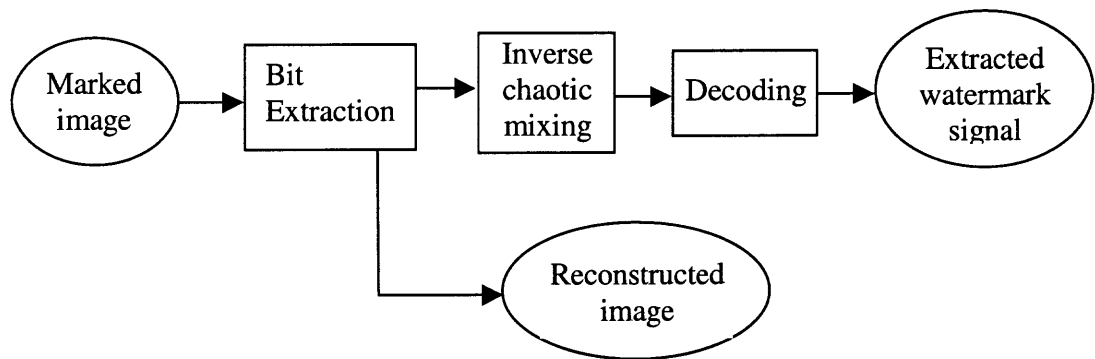 Marked
image
Bit
Extraction
Inverse
chaotic
mixing
Decoding
Extracted
watermark
signal
Reconstructed
image